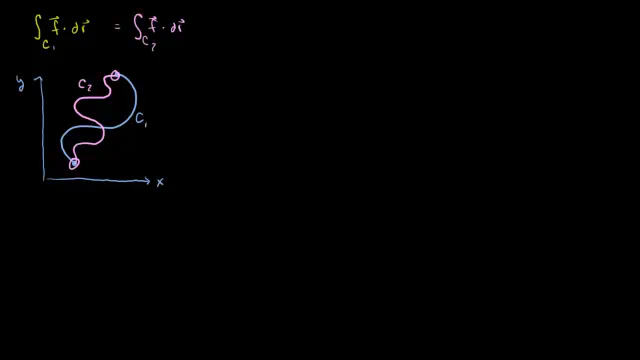 ∫_{C₁} f⃗ · dr⃗ = ∫_{C₂} f⃗ · dr⃗
y
C₂
C₁
x